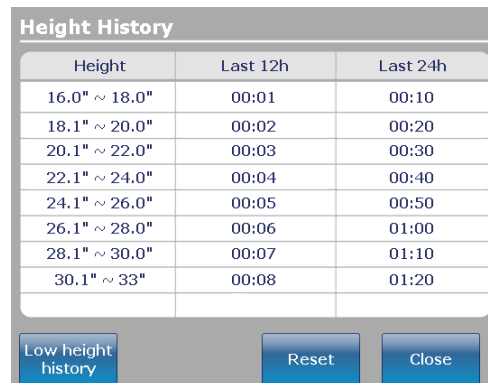 Height History
Height Last 12h Last 24h
16.0" ~ 18.0" 00:01 00:10
18.1" ~ 20.0" 00:02 00:20
20.1" ~ 22.0" 00:03 00:30
22.1" ~ 24.0" 00:04 00:40
24.1" ~ 26.0" 00:05 00:50
26.1" ~ 28.0" 00:06 01:00
28.1" ~ 30.0" 00:07 01:10
30.1" ~ 33" 00:08 01:20
Low height
history
Reset
Close